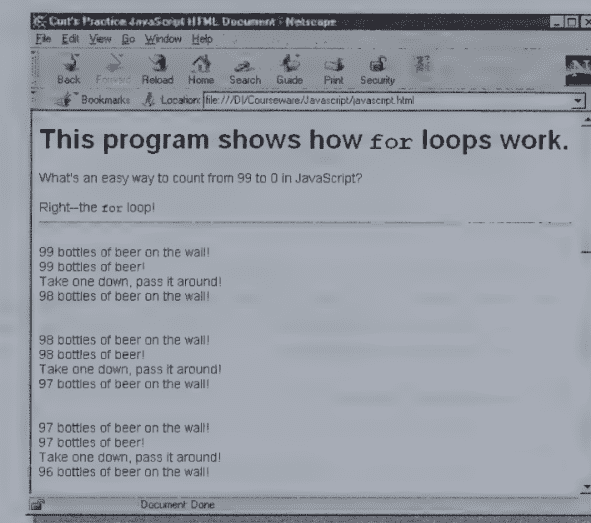 Curt's Practice JavaScript HTML Document - Netscape
File Edit View Go Window Help
Back Forward Reload Home Search Guide Print Security
Bookmarks Location: file:///D|/Courseware/Javascript/javascript.html
This program shows how for loops work.
What's an easy way to count from 99 to 0 in JavaScript?
Right--the for loop!
99 bottles of beer on the wall!
99 bottles of beer!
Take one down, pass it around!
98 bottles of beer on the wall!
98 bottles of beer on the wall!
98 bottles of beer!
Take one down, pass it around!
97 bottles of beer on the wall!
97 bottles of beer on the wall!
97 bottles of beer!
Take one down, pass it around!
96 bottles of beer on the wall!
Document: Done